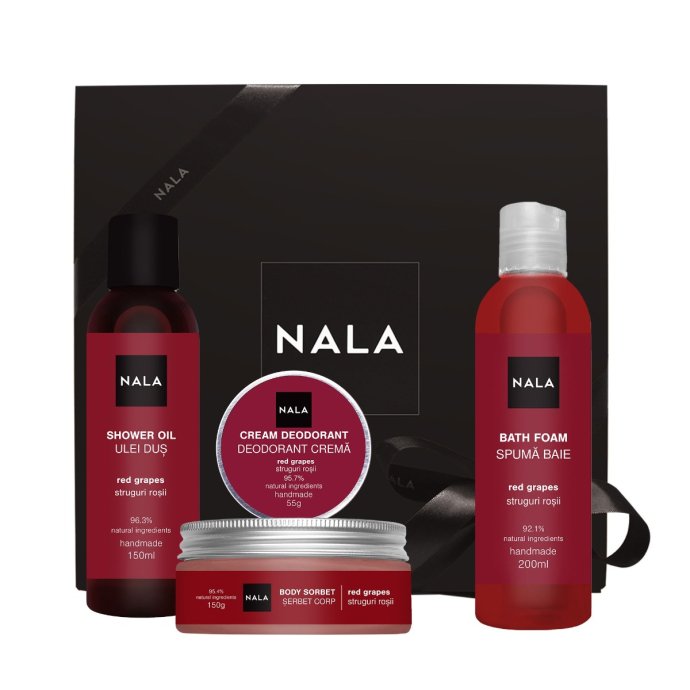 NALA
NALA
NALA
SHOWER OIL
ULEI DUȘ
red grapes
struguri roșii
96.3%
natural ingredients
handmade
150ml
NALA
CREAM DEODORANT
DEODORANT CREMĂ
red grapes
struguri roșii
95.7%
natural ingredients
handmade
55g
95.4%
natural ingredients
150g
NALA
BODY SORBET
ȘERBET CORP
red grapes
struguri roșii
NALA
BATH FOAM
SPUMĂ BAIE
red grapes
struguri roșii
92.1%
natural ingredients
handmade
200ml